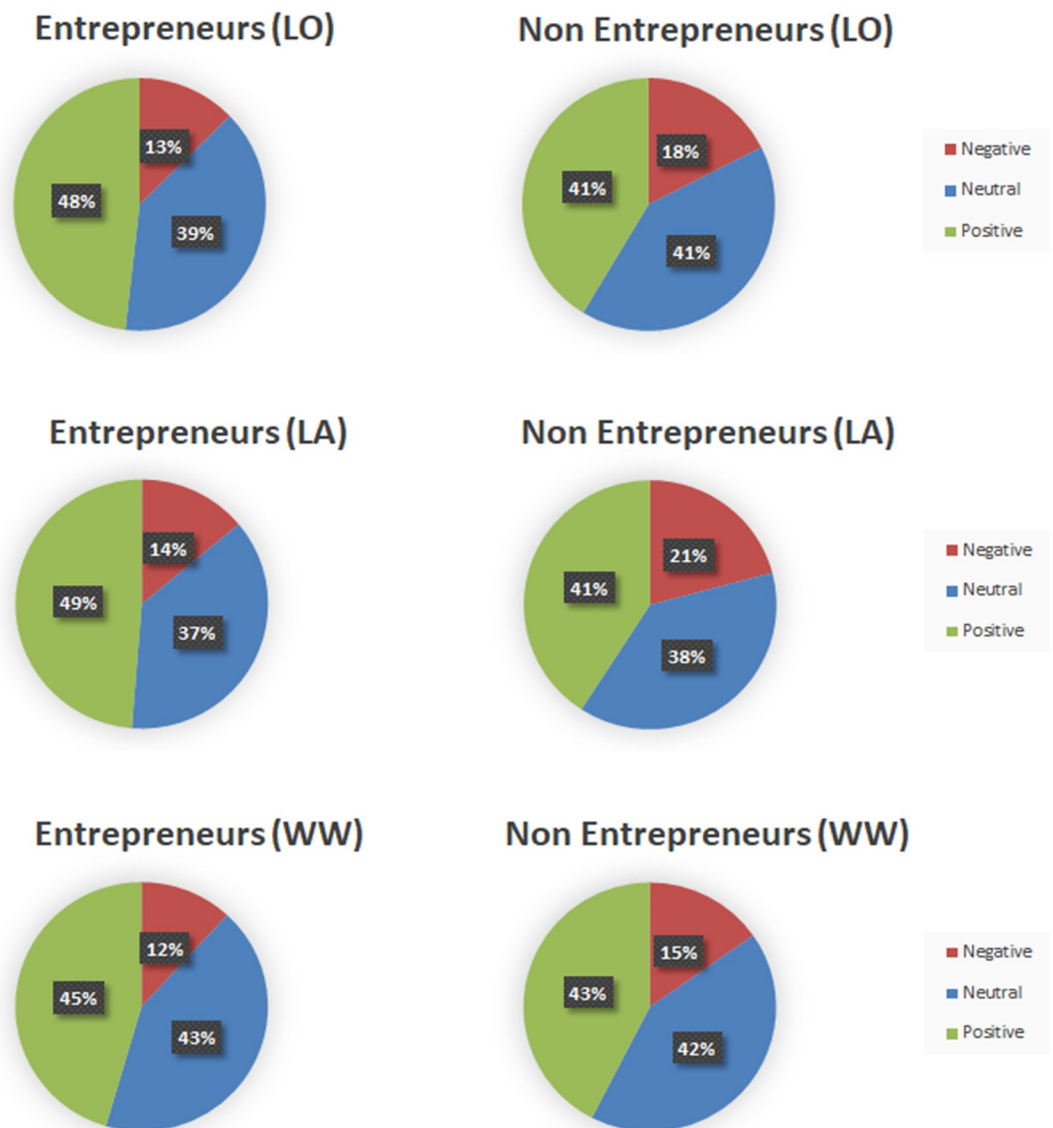 Entrepreneurs (LO)
Non Entrepreneurs (LO)
13%
48%
39%
18%
41%
41%
Negative
Neutral
Positive
Entrepreneurs (LA)
Non Entrepreneurs (LA)
14%
49%
37%
21%
41%
38%
Negative
Neutral
Positive
Entrepreneurs (WW)
Non Entrepreneurs (WW)
12%
45%
43%
15%
43%
42%
Negative
Neutral
Positive